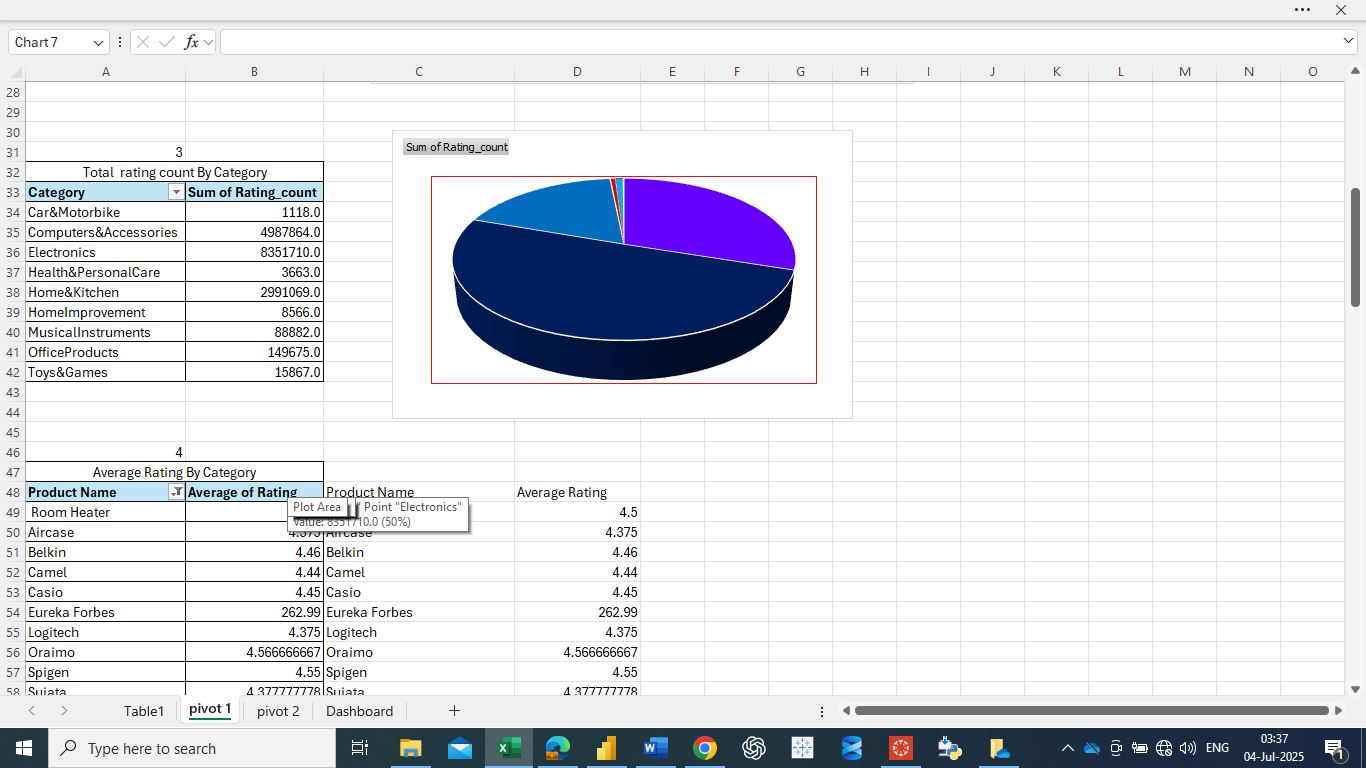 Chart 7 fx
A B C D E F G H I J K L M N O
28
29
30
31 3
32 Total rating count By Category
33 Category Sun of Rating_count
34 Car&Motorbike 1118.0
35 Computers&Accessories 4987864.0
36 Electronics 8351710.0
37 Health&PersonalCare 3663.0
38 Home&Kitchen 2991069.0
39 HomeImprovement 8566.0
40 MusicalInstruments 88882.0
41 OfficeProducts 149675.0
42 Toys&Games 15867.0
43
44
45
46 4
Sum of Rating_count
47 Average Rating By Category
48 Product Name Average of Rating Product Name Average Rating
49 Room Heater 4.5
Plot Area " Point "Electronics"
Value: 8351710.0 (50%)
50 Aircase 4.375 Aircase 4.375
51 Belkin 4.46 Belkin 4.46
52 Camel 4.44 Camel 4.44
53 Casio 4.45 Casio 4.45
54 Eureka Forbes 262.99 Eureka Forbes 262.99
55 Logitech 4.375 Logitech 4.375
56 Oraimo 4.566666667 Oraimo 4.566666667
57 Spigen 4.55 Spigen 4.55
58 Sujata 4.377777778 Sujata 4.377777778
Table1 pivot 1 pivot 2 Dashboard
Type here to search
ENG
03:37
04-Jul-2025
1